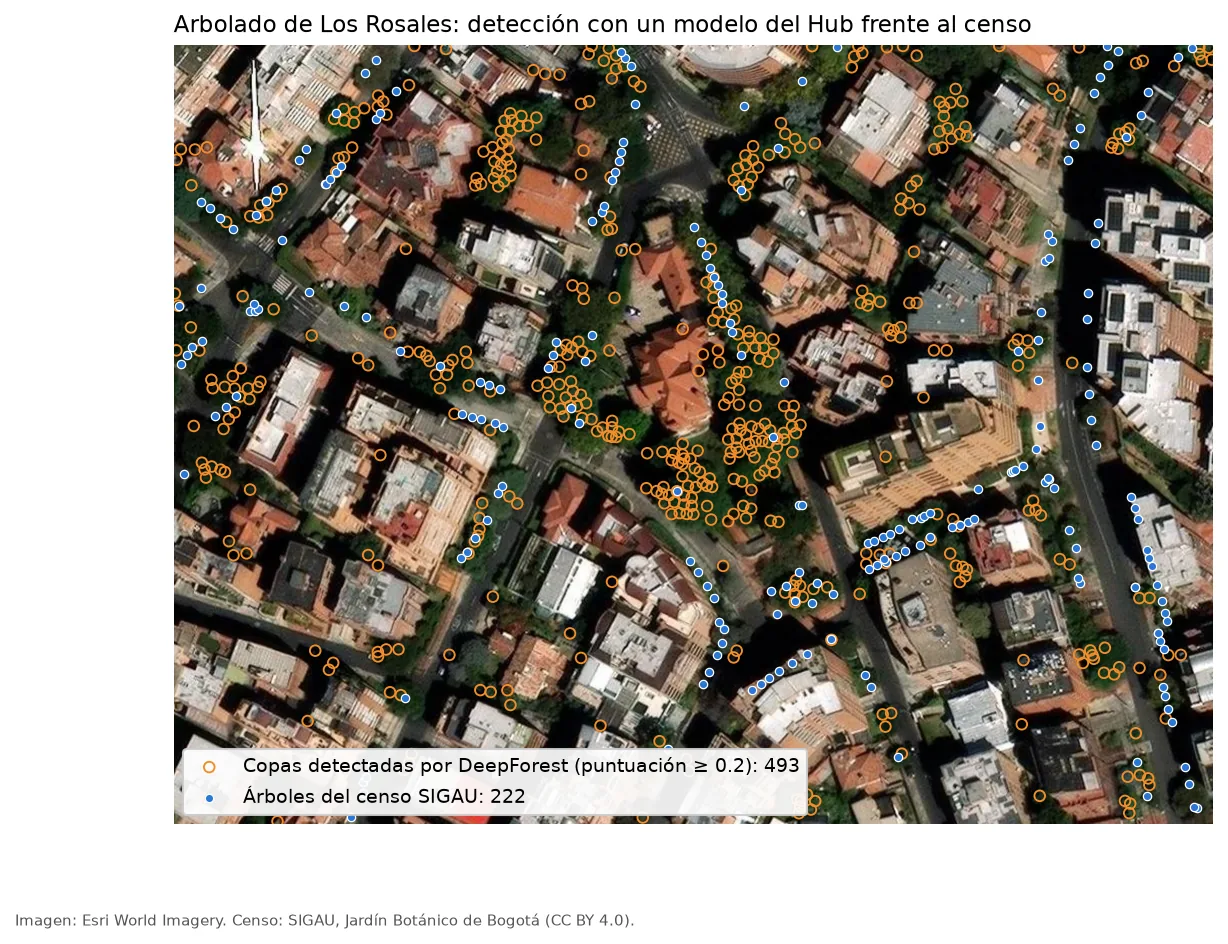 Arbolado de Los Rosales: detección con un modelo del Hub frente al censo
Copas detectadas por DeepForest (puntuación ≥ 0.2): 493
Árboles del censo SIGAU: 222
Imagen: Esri World Imagery. Censo: SIGAU, Jardín Botánico de Bogotá (CC BY 4.0).